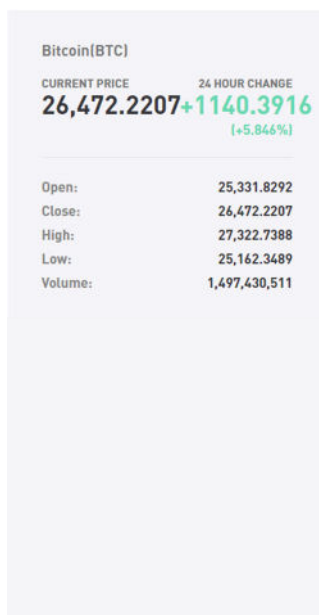 Bitcoin(BTC)
CURRENT PRICE 24 HOUR CHANGE
26,472.2207+1140.3916
(+5.846%)
Open: 25,331.8292
Close: 26,472.2207
High: 27,322.7388
Low: 25,162.3489
Volume: 1,497,430,511